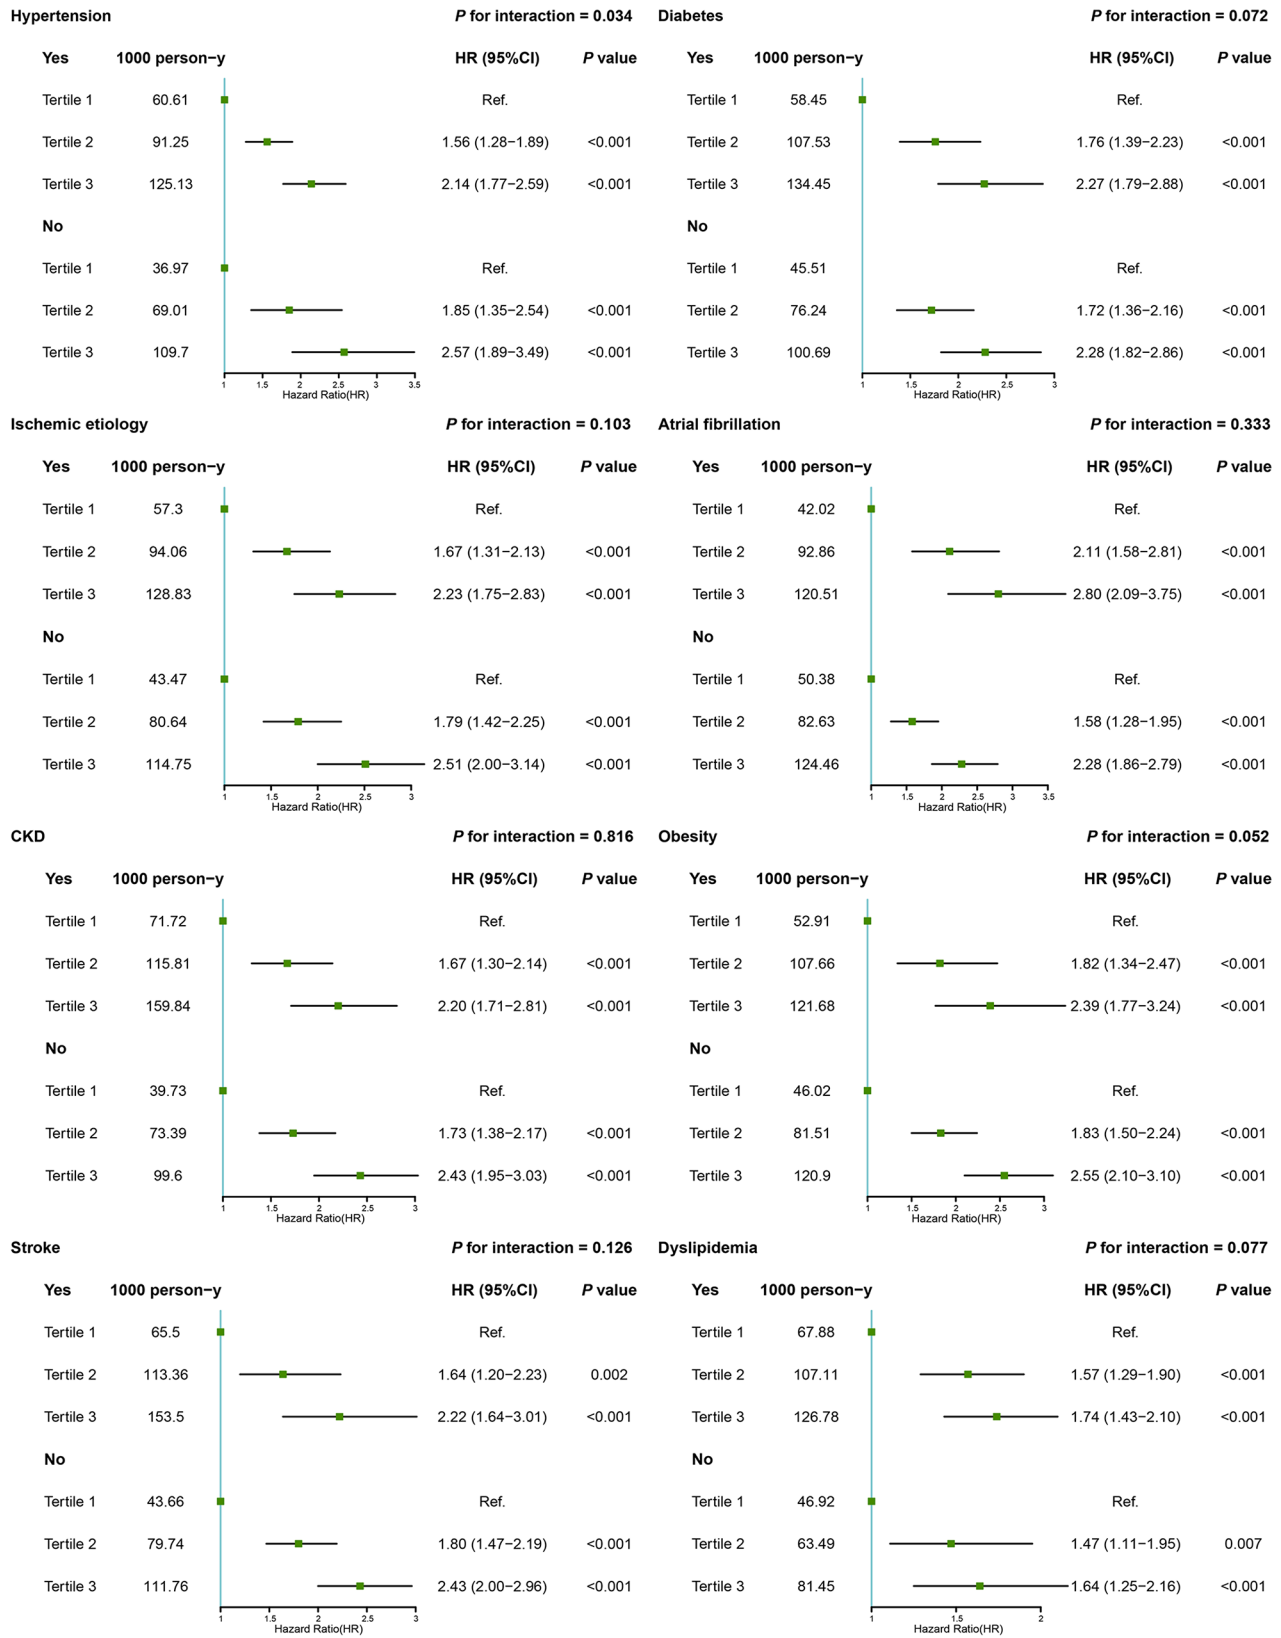 Hypertension P for interaction = 0.034
Yes 1000 person−y HR (95%CI) P value
Tertile 1 60.61 Ref.
Tertile 2 91.25 1.56 (1.28−1.89) <0.001
Tertile 3 125.13 2.14 (1.77−2.59) <0.001
No
Tertile 1 36.97 Ref.
Tertile 2 69.01 1.85 (1.35−2.54) <0.001
Tertile 3 109.7 2.57 (1.89−3.49) <0.001
1 1.5 2 2.5 3 3.5
Hazard Ratio(HR)
Diabetes P for interaction = 0.072
Yes 1000 person−y HR (95%CI) P value
Tertile 1 58.45 Ref.
Tertile 2 107.53 1.76 (1.39−2.23) <0.001
Tertile 3 134.45 2.27 (1.79−2.88) <0.001
No
Tertile 1 45.51 Ref.
Tertile 2 76.24 1.72 (1.36−2.16) <0.001
Tertile 3 100.69 2.28 (1.82−2.86) <0.001
1 1.5 2 2.5 3
Hazard Ratio(HR)
Ischemic etiology P for interaction = 0.103
Yes 1000 person−y HR (95%CI) P value
Tertile 1 57.3 Ref.
Tertile 2 94.06 1.67 (1.31−2.13) <0.001
Tertile 3 128.83 2.23 (1.75−2.83) <0.001
No
Tertile 1 43.47 Ref.
Tertile 2 80.64 1.79 (1.42−2.25) <0.001
Tertile 3 114.75 2.51 (2.00−3.14) <0.001
1 1.5 2 2.5 3
Hazard Ratio(HR)
Atrial fibrillation P for interaction = 0.333
Yes 1000 person−y HR (95%CI) P value
Tertile 1 42.02 Ref.
Tertile 2 92.86 2.11 (1.58−2.81) <0.001
Tertile 3 120.51 2.80 (2.09−3.75) <0.001
No
Tertile 1 50.38 Ref.
Tertile 2 82.63 1.58 (1.28−1.95) <0.001
Tertile 3 124.46 2.28 (1.86−2.79) <0.001
1 1.5 2 2.5 3 3.5
Hazard Ratio(HR)
CKD P for interaction = 0.816
Yes 1000 person−y HR (95%CI) P value
Tertile 1 71.72 Ref.
Tertile 2 115.81 1.67 (1.30−2.14) <0.001
Tertile 3 159.84 2.20 (1.71−2.81) <0.001
No
Tertile 1 39.73 Ref.
Tertile 2 73.39 1.73 (1.38−2.17) <0.001
Tertile 3 99.6 2.43 (1.95−3.03) <0.001
1 1.5 2 2.5 3
Hazard Ratio(HR)
Obesity P for interaction = 0.052
Yes 1000 person−y HR (95%CI) P value
Tertile 1 52.91 Ref.
Tertile 2 107.66 1.82 (1.34−2.47) <0.001
Tertile 3 121.68 2.39 (1.77−3.24) <0.001
No
Tertile 1 46.02 Ref.
Tertile 2 81.51 1.83 (1.50−2.24) <0.001
Tertile 3 120.9 2.55 (2.10−3.10) <0.001
1 1.5 2 2.5 3
Hazard Ratio(HR)
Stroke P for interaction = 0.126
Yes 1000 person−y HR (95%CI) P value
Tertile 1 65.5 Ref.
Tertile 2 113.36 1.64 (1.20−2.23) 0.002
Tertile 3 153.5 2.22 (1.64−3.01) <0.001
No
Tertile 1 43.66 Ref.
Tertile 2 79.74 1.80 (1.47−2.19) <0.001
Tertile 3 111.76 2.43 (2.00−2.96) <0.001
1 1.5 2 2.5 3
Hazard Ratio(HR)
Dyslipidemia P for interaction = 0.077
Yes 1000 person−y HR (95%CI) P value
Tertile 1 67.88 Ref.
Tertile 2 107.11 1.57 (1.29−1.90) <0.001
Tertile 3 126.78 1.74 (1.43−2.10) <0.001
No
Tertile 1 46.92 Ref.
Tertile 2 63.49 1.47 (1.11−1.95) 0.007
Tertile 3 81.45 1.64 (1.25−2.16) <0.001
1 1.5 2
Hazard Ratio(HR)